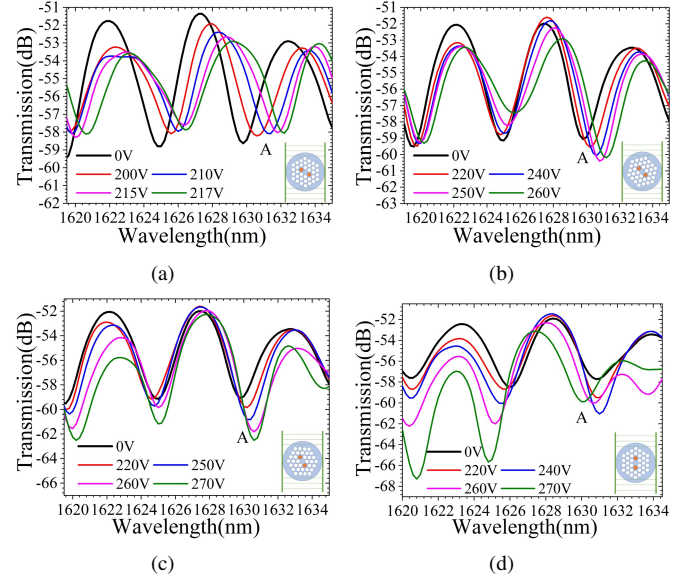 (a)
Transmission(dB)
-51
-52
-53
-54
-55
-56
-57
-58
-59
-60
-61
-62
-63
A
0V
200V 210V
215V 217V
1620 1622 1624 1626 1628 1630 1632 1634
Wavelength(nm)
(a)
Transmission(dB)
-51
-52
-53
-54
-55
-56
-57
-58
-59
-60
-61
-62
A
0V
220V 240V
250V 260V
1620 1622 1624 1626 1628 1630 1632 1634
Wavelength(nm)
(b)
Transmission(dB)
-52
-54
-56
-58
-60
-62
-64
-66
A
0V
220V 250V
260V 270V
1620 1622 1624 1626 1628 1630 1632 1634
Wavelength(nm)
(c)
Transmission(dB)
-50
-52
-54
-56
-58
-60
-62
-64
-66
-68
A
0V
220V 240V
260V 270V
1620 1622 1624 1626 1628 1630 1632 1634
Wavelength(nm)
(d)